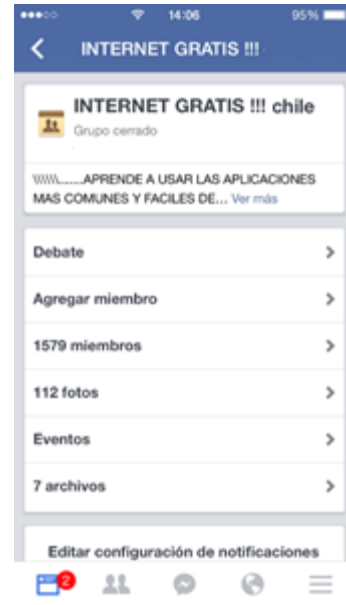 14:06 95%
INTERNET GRATIS !!!
INTERNET GRATIS !!! chile
Grupo cerrado
\\\\\\.......APRENDE A USAR LAS APLICACIONES
MAS COMUNES Y FACILES DE... Ver más
Debate
Agregar miembro
1579 miembros
112 fotos
Eventos
7 archivos
Editar configuración de notificaciones
2